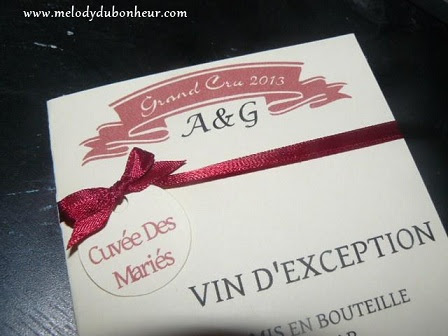 www.melodydubonheur.com
Grand Cru 2013
A&G
Cuvée Des
Mariés
VIN D'EXCEPTION
MIS EN BOUTEILLE